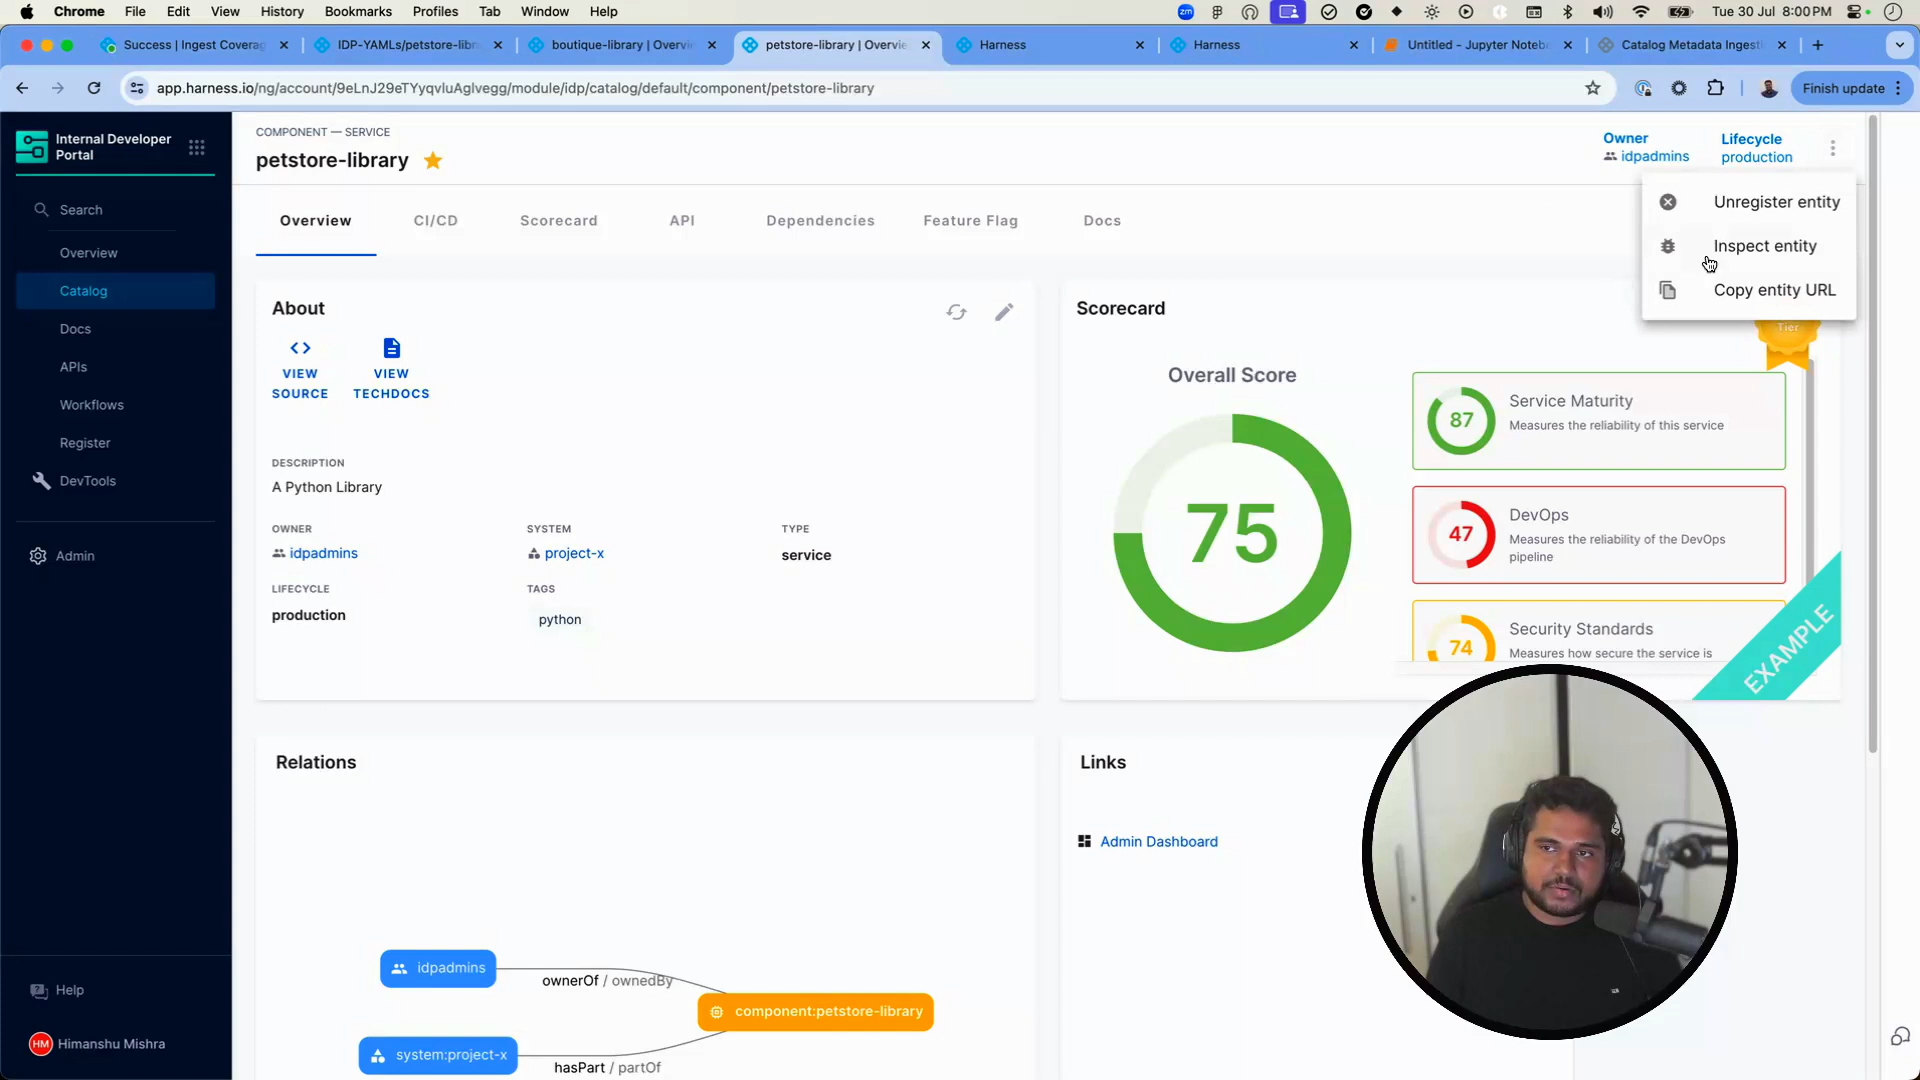 Chrome File Edit View History Bookmarks Profiles Tab Window Help
zm
Tue 30 Jul 8:00 PM
Success | Ingest Coverag
IDP-YAMLs/petstore-libr
boutique-library | Overvi
petstore-library | Overvie
Harness
Harness
Untitled - Jupyter Noteb
Catalog Metadata Ingest
app.harness.io/ng/account/9eLnJ29eTYyqvluAglvegg/module/idp/catalog/default/component/petstore-library
Finish update
Internal Developer
Portal
Search
Overview
Catalog
Docs
APIs
Workflows
Register
DevTools
Admin
Help
HM
Himanshu Mishra
COMPONENT — SERVICE
petstore-library
Owner
idpadmins
Lifecycle
production
Unregister entity
Inspect entity
Copy entity URL
Overview
CI/CD
Scorecard
API
Dependencies
Feature Flag
Docs
About
VIEW
SOURCE
VIEW
TECHDOCS
DESCRIPTION
A Python Library
OWNER
idpadmins
SYSTEM
project-x
TYPE
service
LIFECYCLE
production
TAGS
python
Scorecard
Tier
Overall Score
75
87
Service Maturity
Measures the reliability of this service
47
DevOps
Measures the reliability of the DevOps
pipeline
74
Security Standards
Measures how secure the service is
EXAMPLE
Relations
idpadmins
ownerOf / ownedBy
component:petstore-library
system:project-x
hasPart / partOf
Links
Admin Dashboard